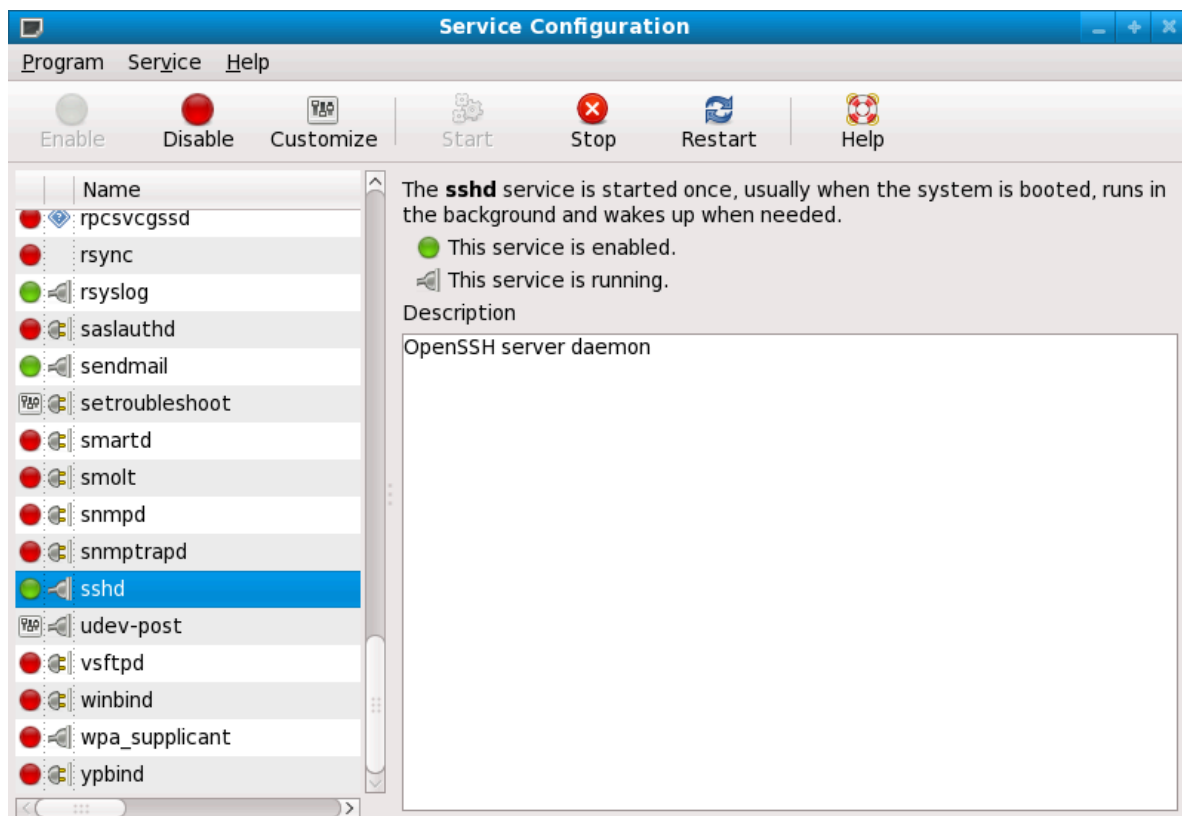 Service Configuration
Program Service Help
Enable Disable Customize Start Stop Restart Help
Name
rpcsvcgssd
rsync
rsyslog
saslauthd
sendmail
setroubleshoot
smartd
smolt
snmpd
snmptrapd
sshd
udev-post
vsftpd
winbind
wpa_supplicant
ypbind
The sshd service is started once, usually when the system is booted, runs in
the background and wakes up when needed.
This service is enabled.
This service is running.
Description
OpenSSH server daemon